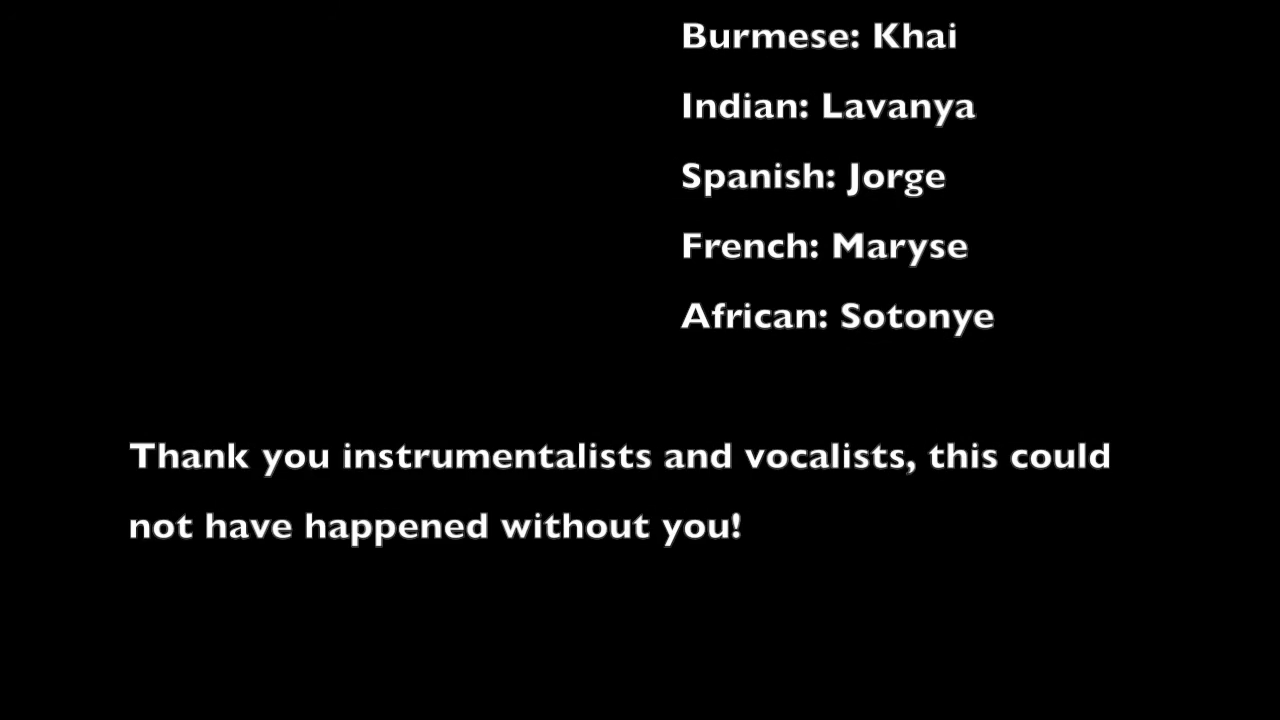 Burmese: Khai
Indian: Lavanya
Spanish: Jorge
French: Maryse
African: Sotonye
Thank you instrumentalists and vocalists, this could
not have happened without you!